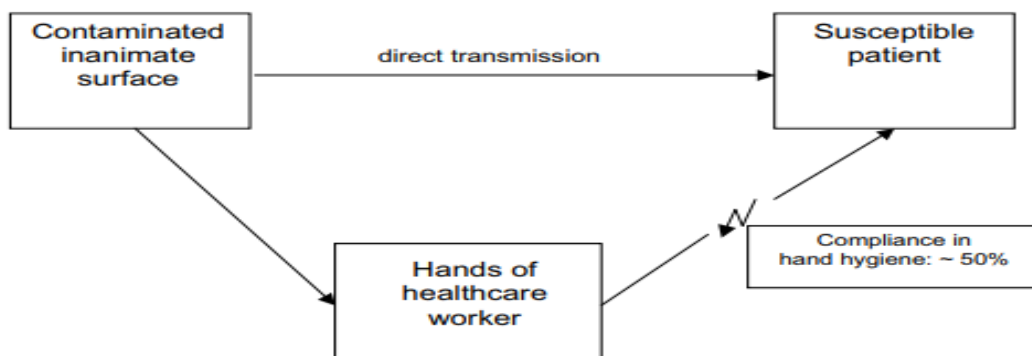 Contaminated
inanimate
surface
direct transmission
Susceptible
patient
Hands of
healthcare
worker
Compliance in
hand hygiene: ~ 50%